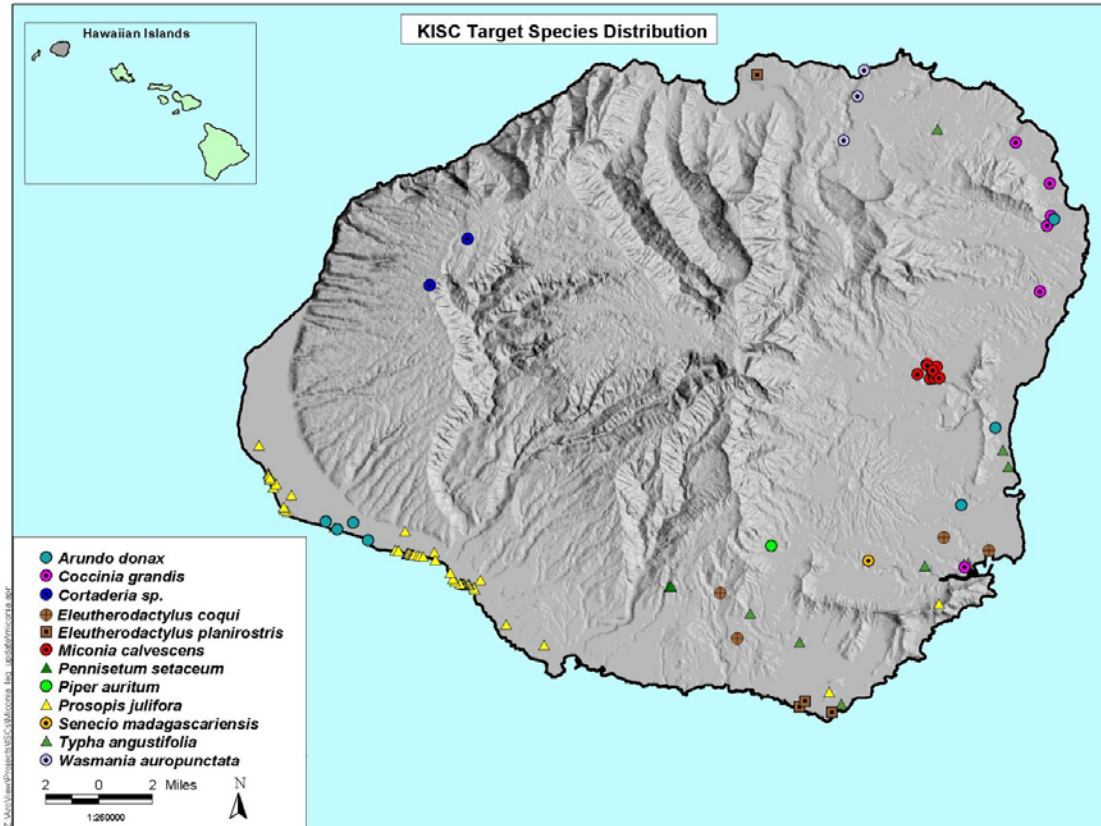 Hawaiian Islands
KISC Target Species Distribution
Arundo donax
Coccinia grandis
Cortaderia sp.
Eleutherodactylus coqui
Eleutherodactylus planirostris
Miconia calvescens
Pennisetum setaceum
Piper auritum
Prosopis julifora
Senecio madagascariensis
Typha angustifolia
Wasmania auropunctata
2 0 2 Miles
N
1:260000